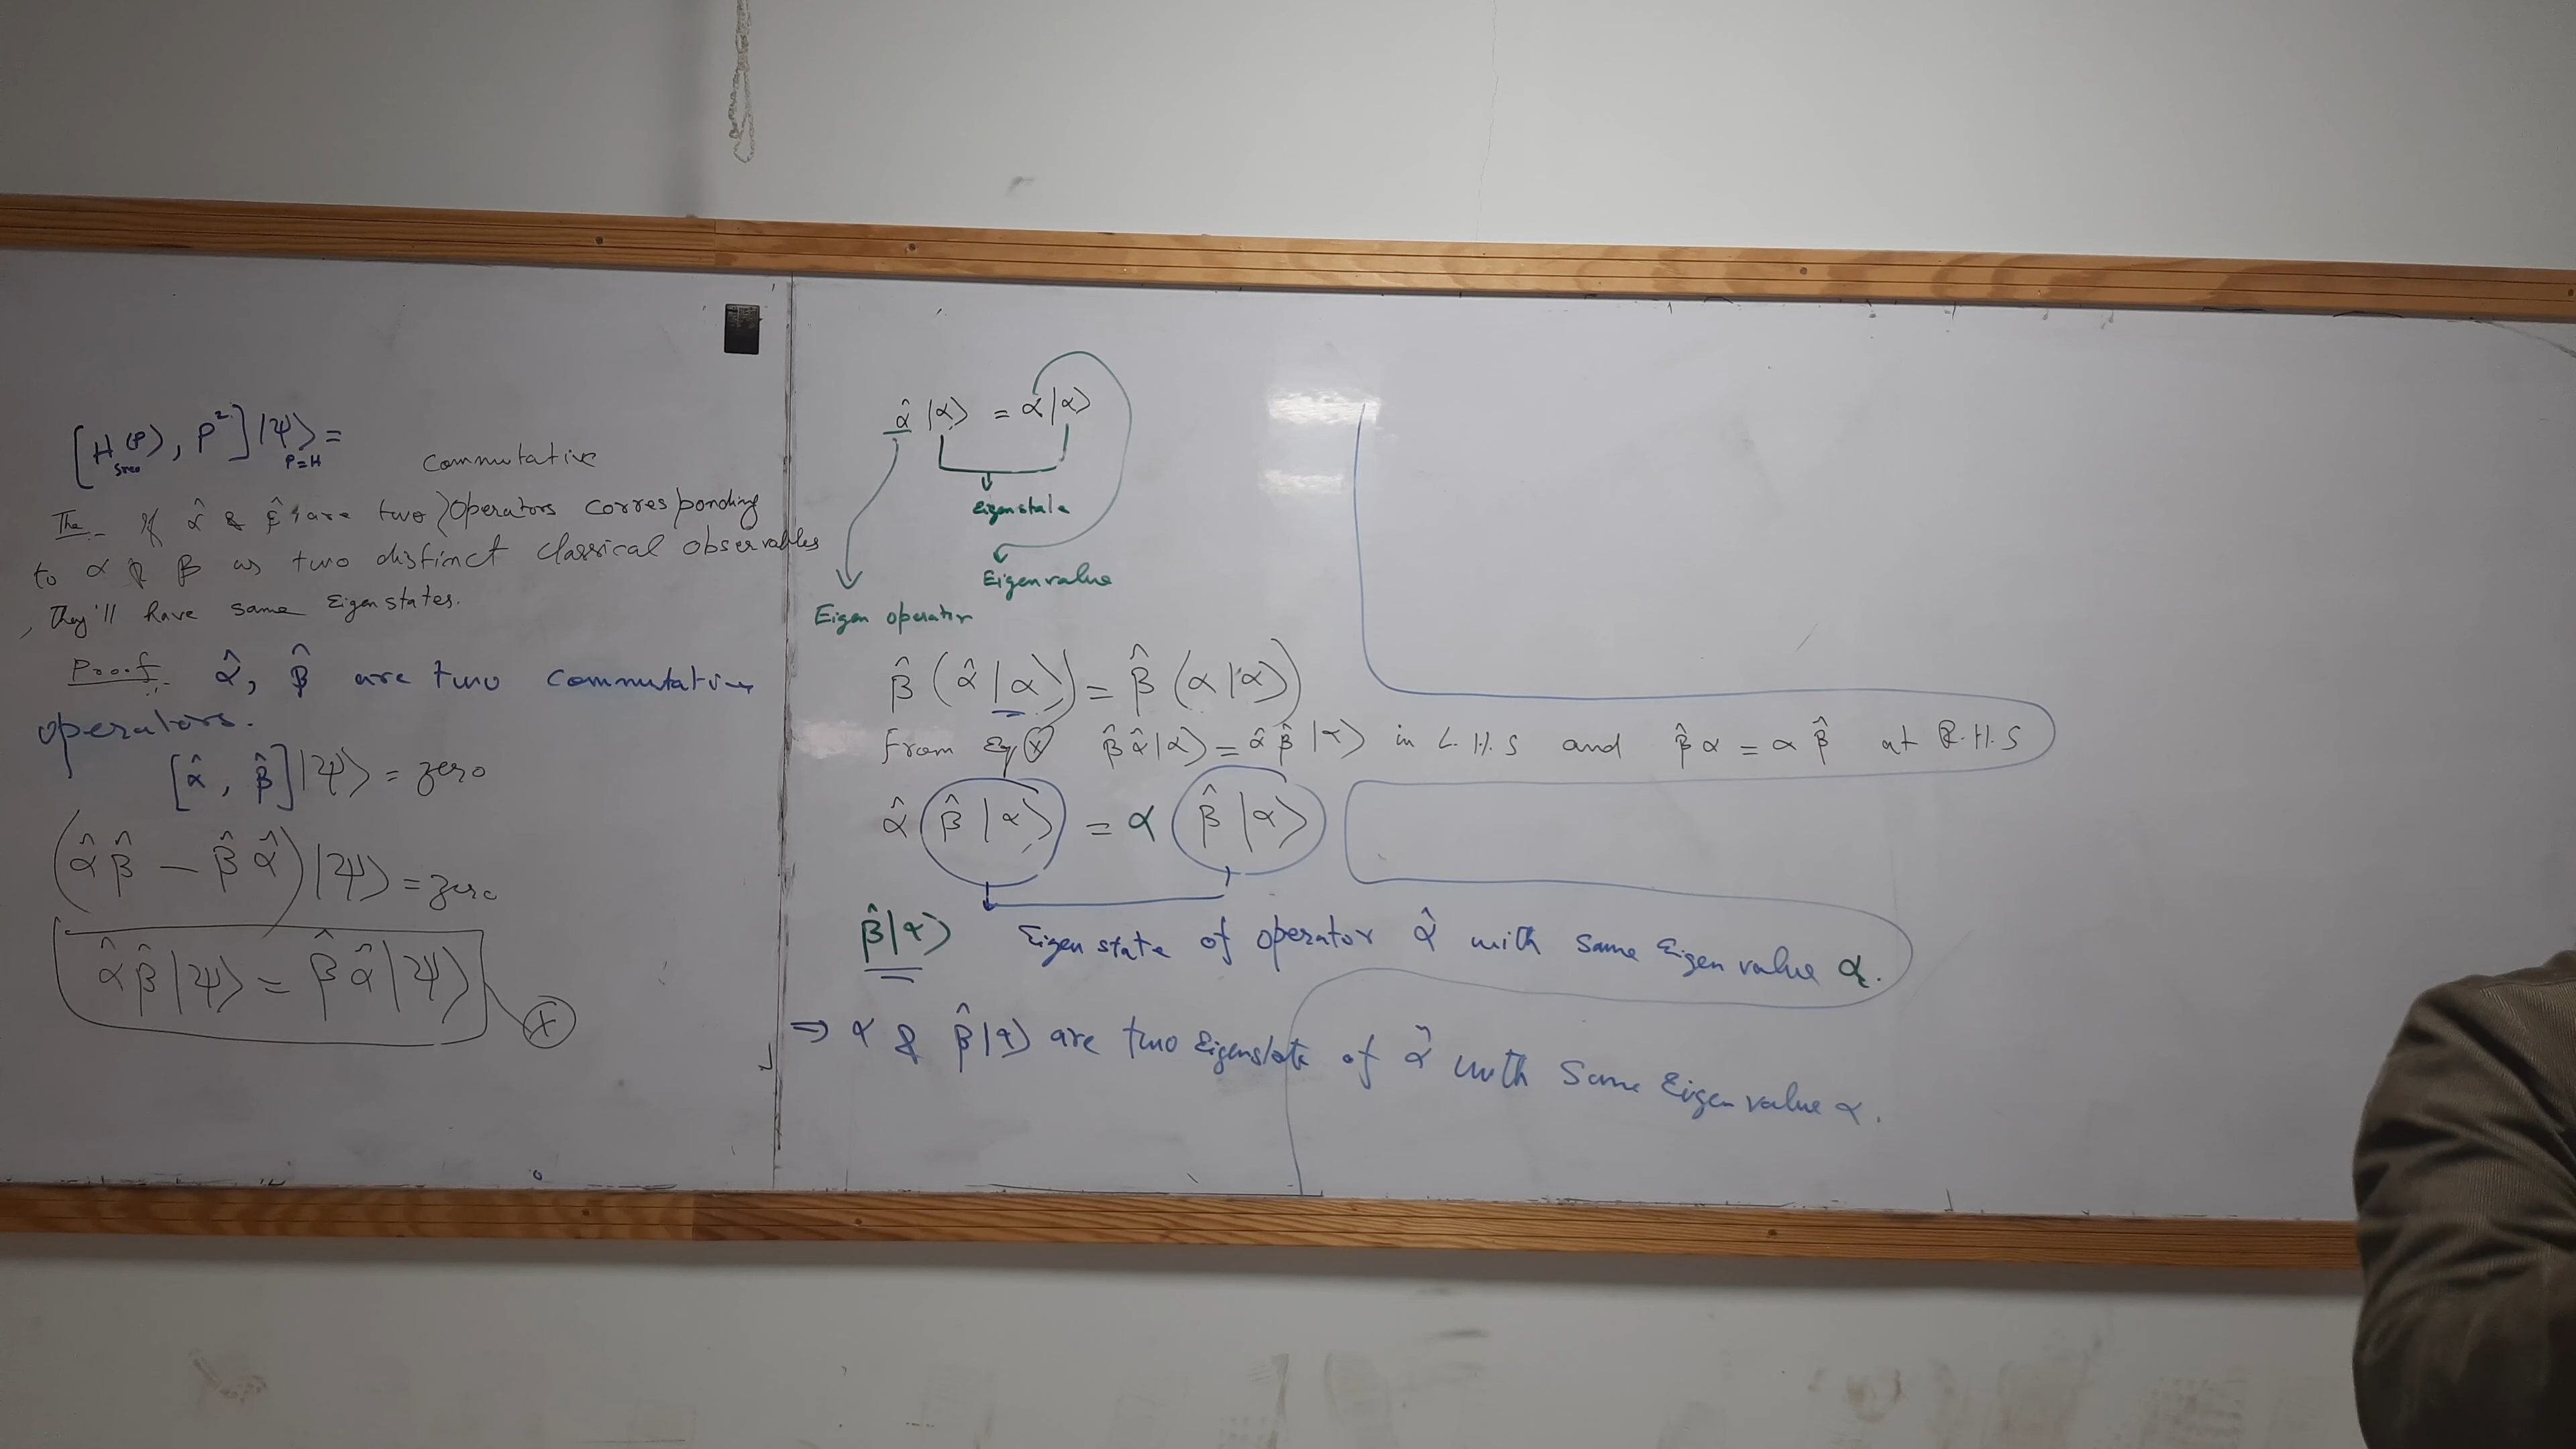 [H(P), P²]|ψ⟩ =
P=H
commutative
The:- If α̂ & β̂ are two operators corresponding
to α & β as two distinct classical observables
, They'll have same Eigen states.
Proof:- α̂, β̂ are two commutative
operators.
[α̂, β̂]|ψ⟩ = zero
(α̂β̂ − β̂α̂)|ψ⟩ = zero
α̂β̂|ψ⟩ = β̂α̂|ψ⟩
α̂|α⟩ = α|α⟩
Eigenstate
Eigenvalue
Eigen operator
β̂(α̂|α⟩) = β̂(α|α⟩)
From Eq ⊗ β̂α̂|α⟩ = α̂β̂|α⟩ in L.H.S and β̂α = αβ̂ at R.H.S
α̂(β̂|α⟩) = α(β̂|α⟩)
β̂|α⟩ Eigen state of operator α̂ with same Eigen value α.
⇒ α & β̂|α⟩ are two Eigenstate of α̂ with same Eigen value α.